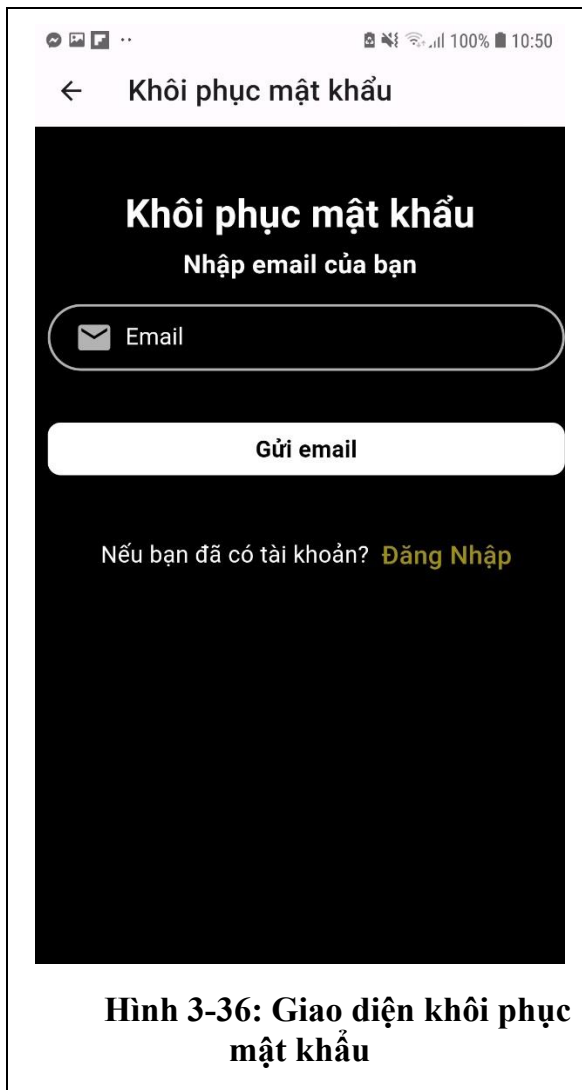 100% 10:50
Khôi phục mật khẩu
Khôi phục mật khẩu
Nhập email của bạn
Email
Gửi email
Nếu bạn đã có tài khoản? Đăng Nhập
Hình 3-36: Giao diện khôi phục
mật khẩu